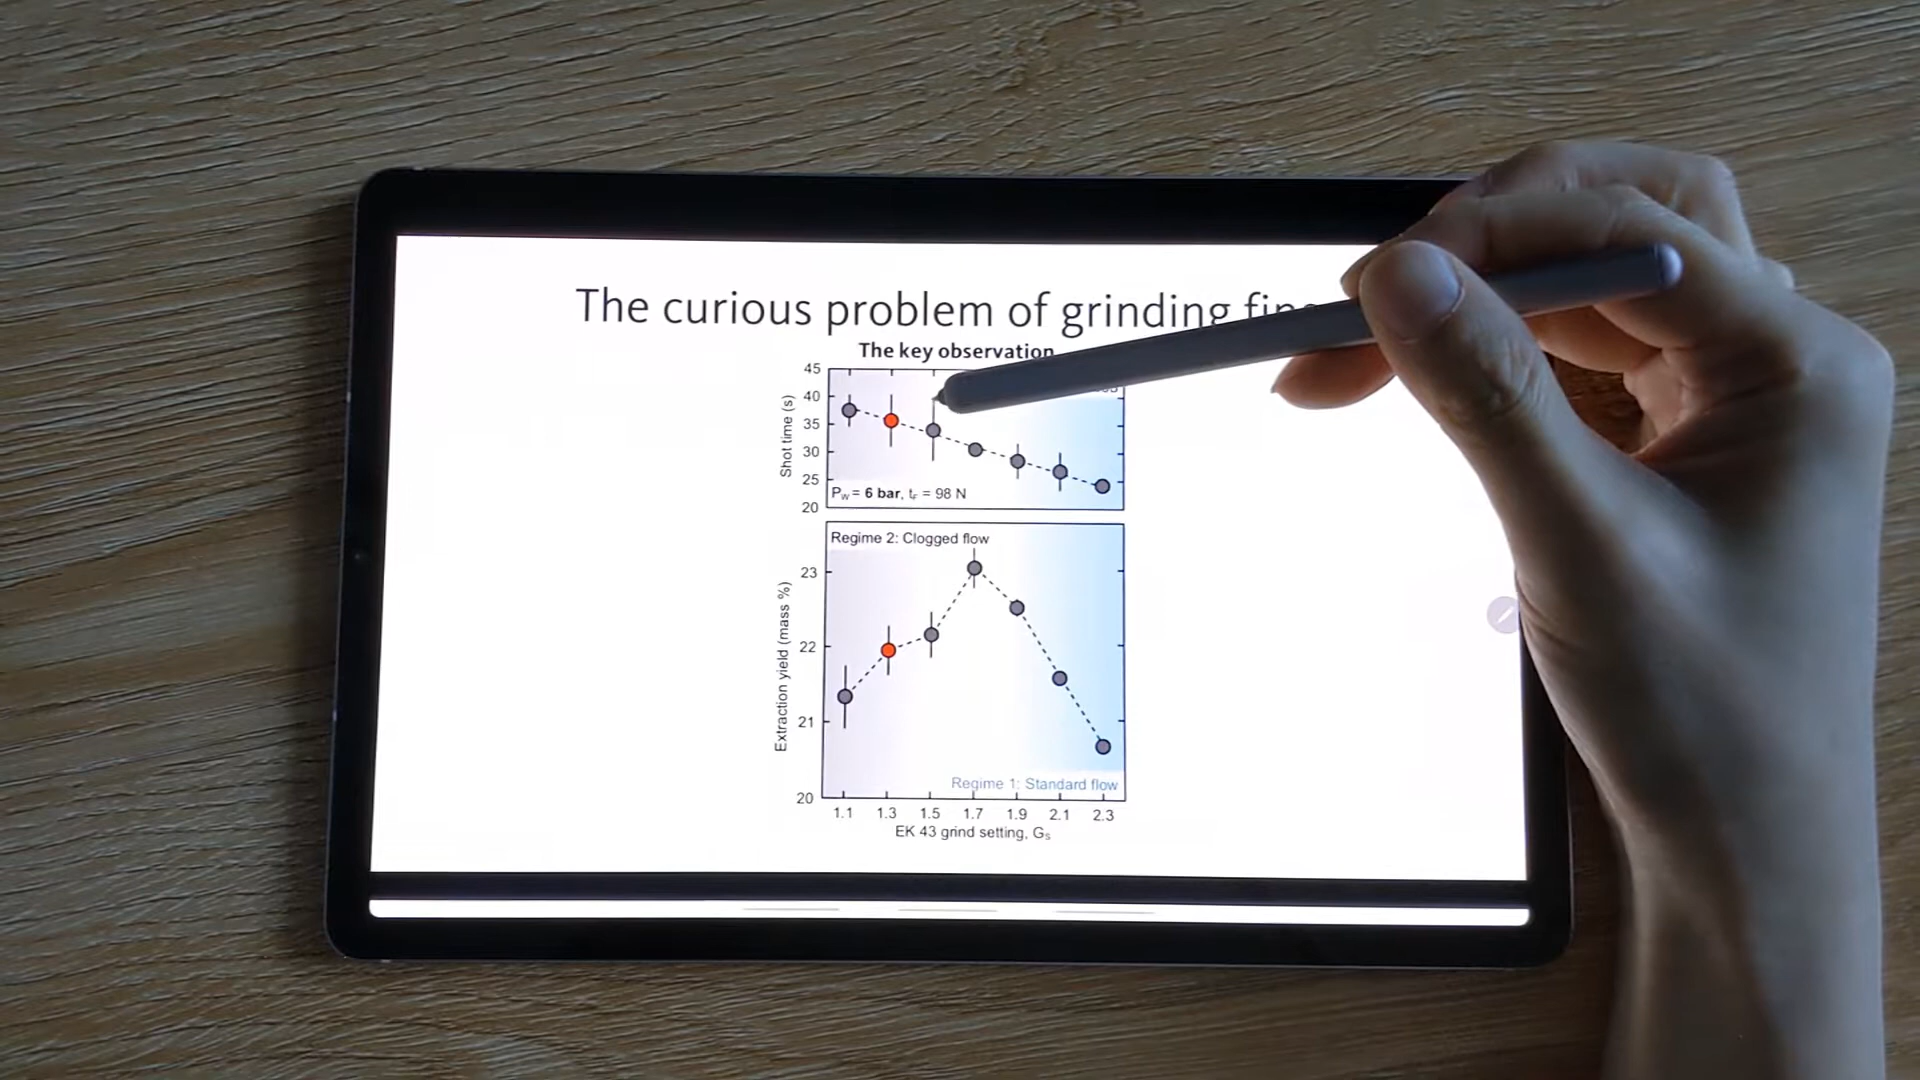 The curious problem of grinding
The key observation
45
40
35
30
25
20
Shot time (s)
Pw = 6 bar, tF = 98 N
Regime 2: Clogged flow
23
22
21
20
Extraction yield (mass %)
Regime 1: Standard flow
1.1 1.3 1.5 1.7 1.9 2.1 2.3
EK 43 grind setting, Gs